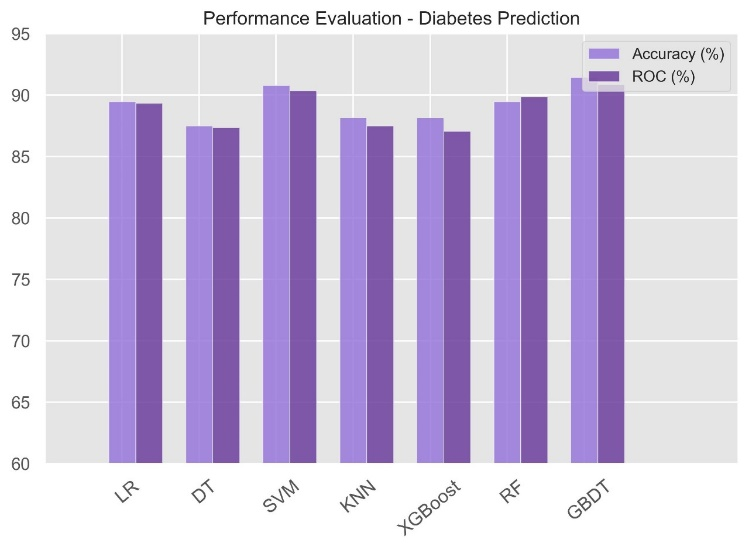 Performance Evaluation - Diabetes Prediction
95
90
85
80
75
70
65
60
Accuracy (%)
ROC (%)
LR
DT
SVM
KNN
XGBoost
RF
GBDT